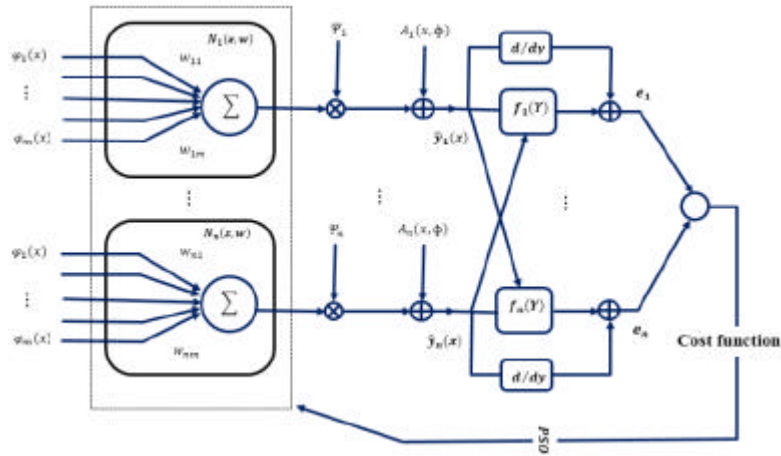 N₁(x, w)
φ₁(x)
w₁₁
⋮
Σ
φₘ(x)
w₁ₘ
Ψ₁
A₁(x, ϕ)
ŷ₁(x)
d/dy
f₁(Y)
e₁
⋮
⋮
⋮
Nₙ(x, w)
φ₁(x)
wₙ₁
⋮
Σ
φₘ(x)
wₙₘ
Ψₙ
Aₙ(x, ϕ)
ŷₙ(x)
fₙ(Y)
d/dy
eₙ
Cost function
PSO